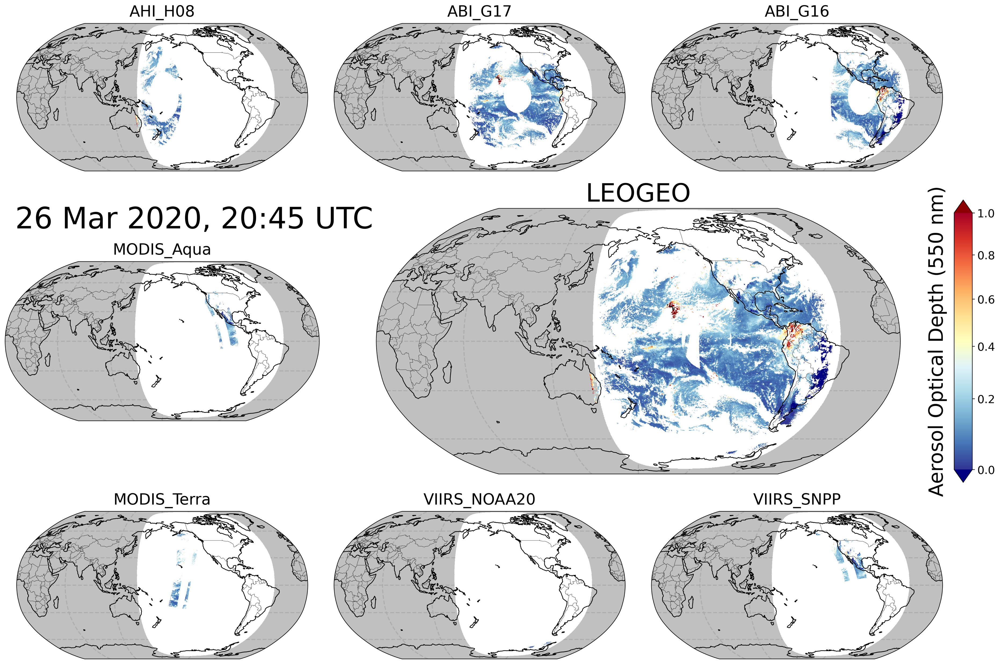 AHI_H08
ABI_G17
ABI_G16
LEOGEO
26 Mar 2020, 20:45 UTC
MODIS_Aqua
Aerosol Optical Depth (550 nm)
1.0
0.8
0.6
0.4
0.2
0.0
MODIS_Terra
VIIRS_NOAA20
VIIRS_SNPP